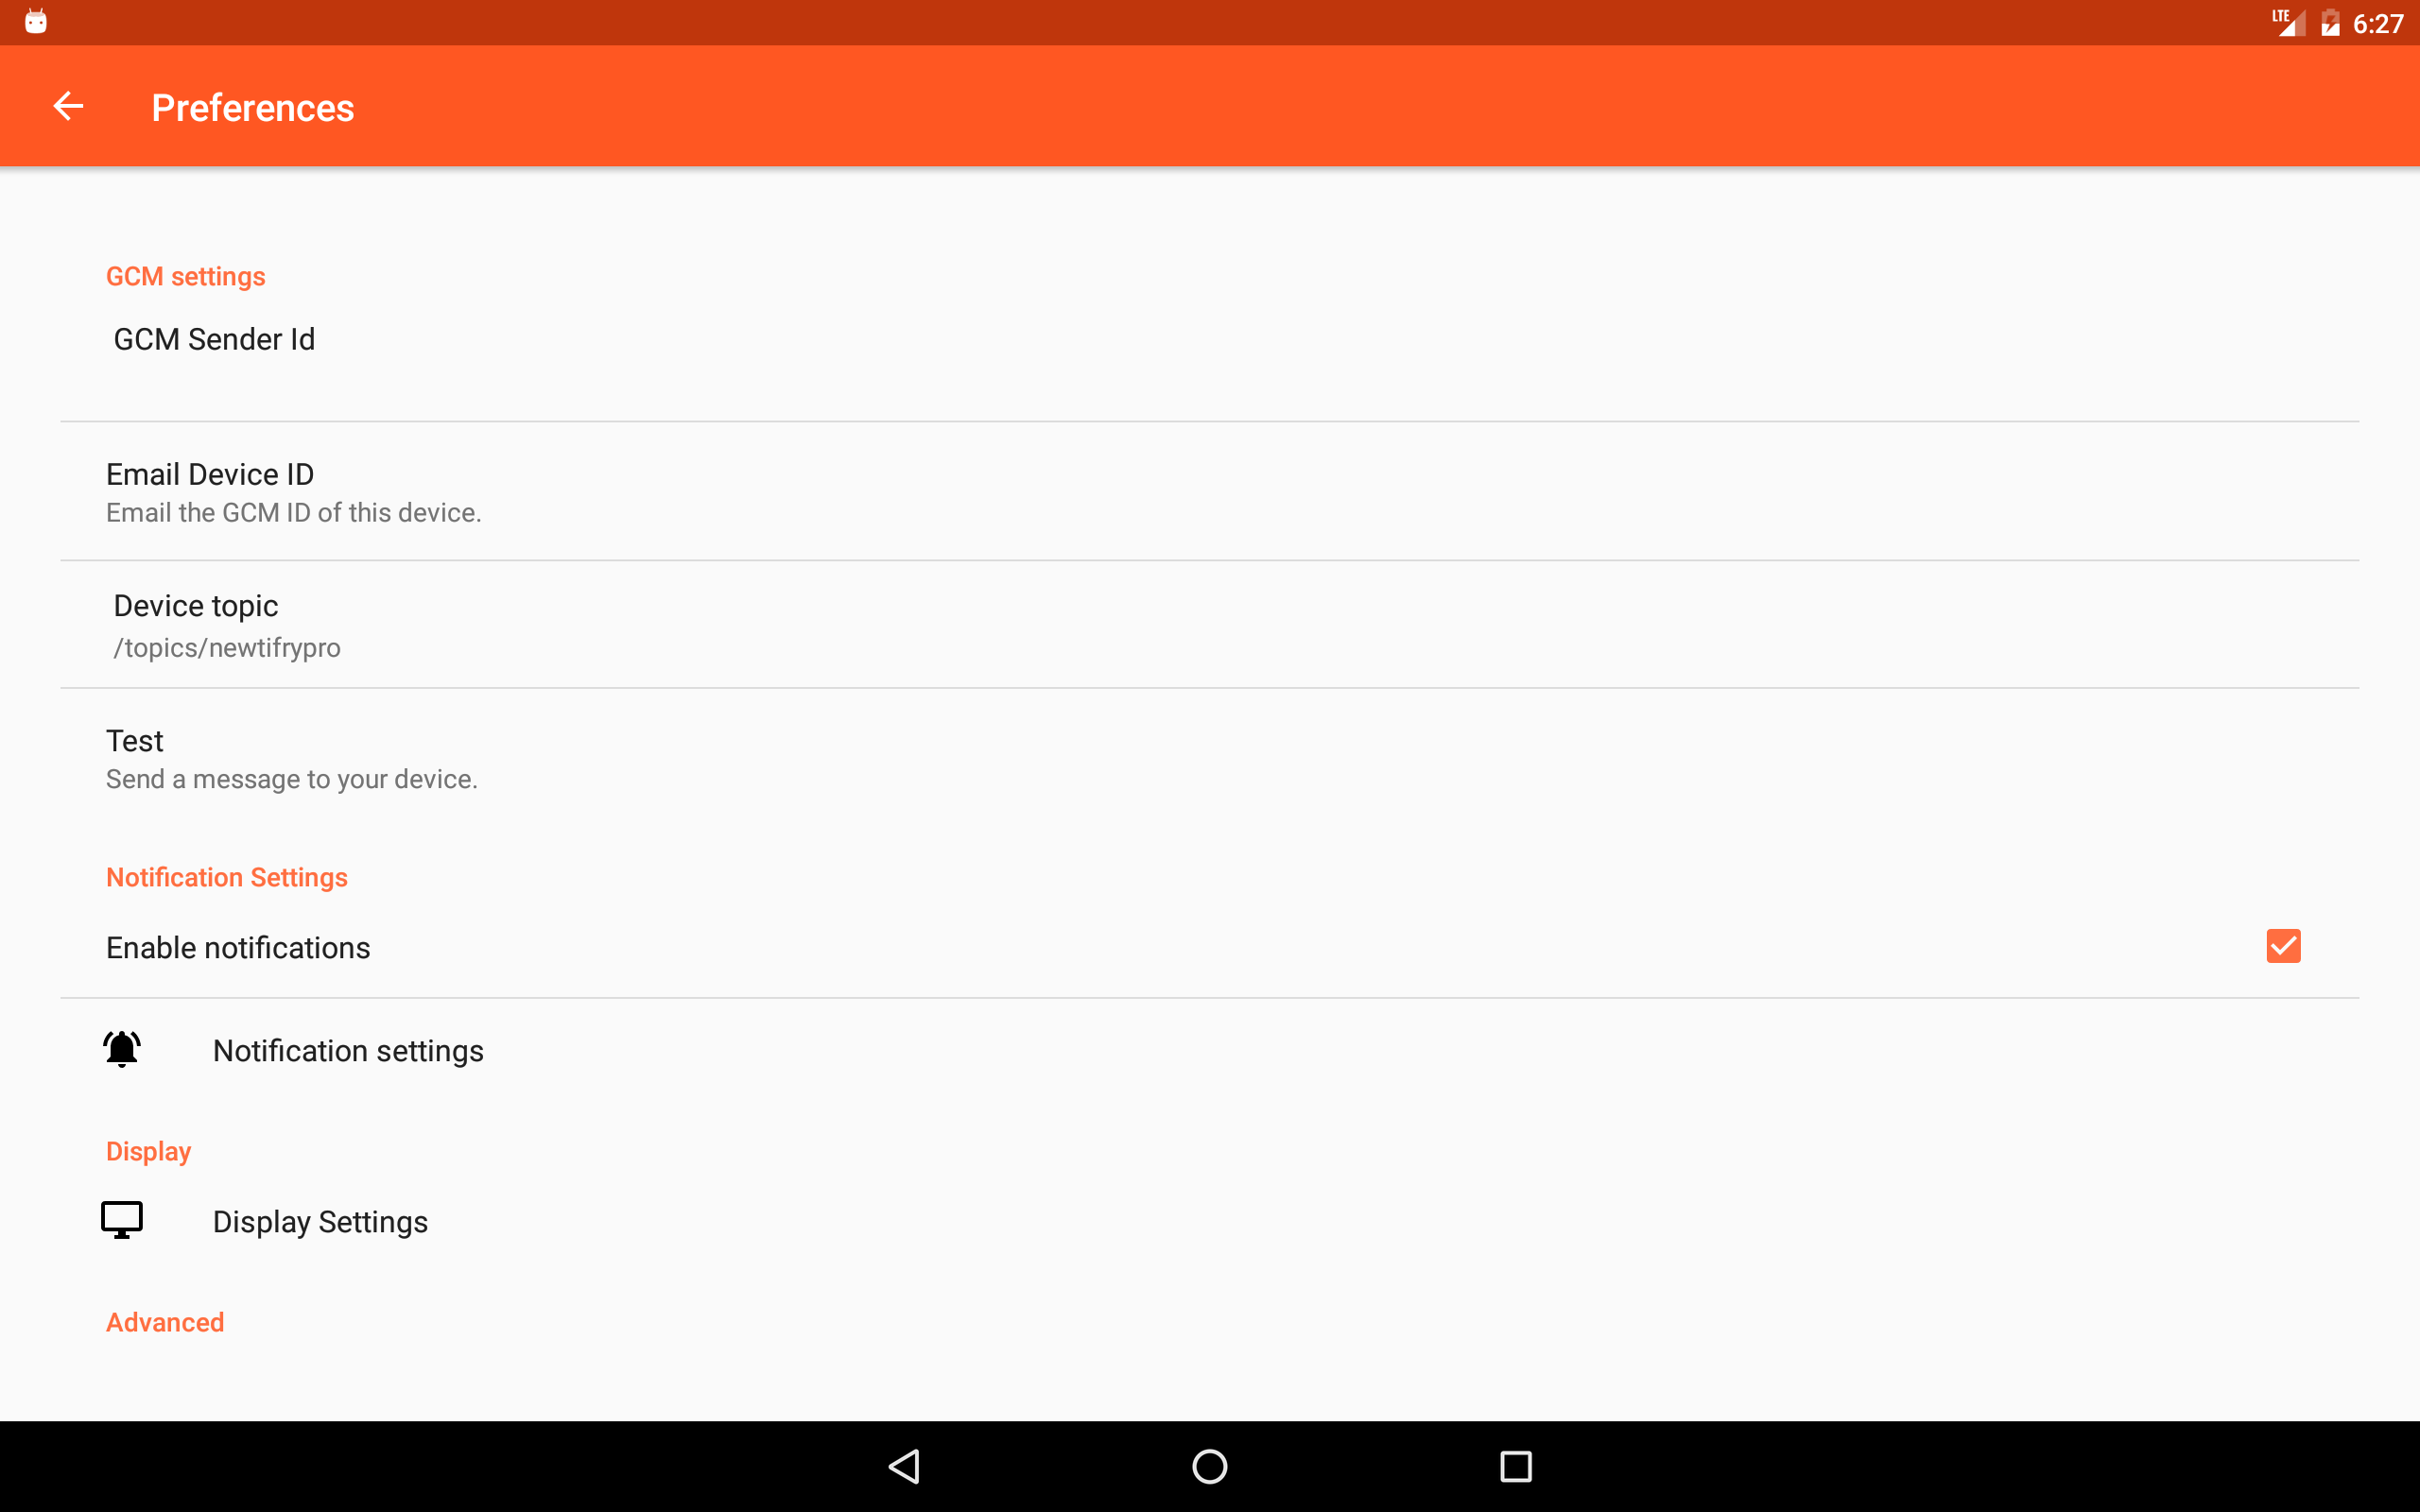 LTE 6:27
Preferences
GCM settings
GCM Sender Id
Email Device ID
Email the GCM ID of this device.
Device topic
/topics/newtifrypro
Test
Send a message to your device.
Notification Settings
Enable notifications
Notification settings
Display
Display Settings
Advanced